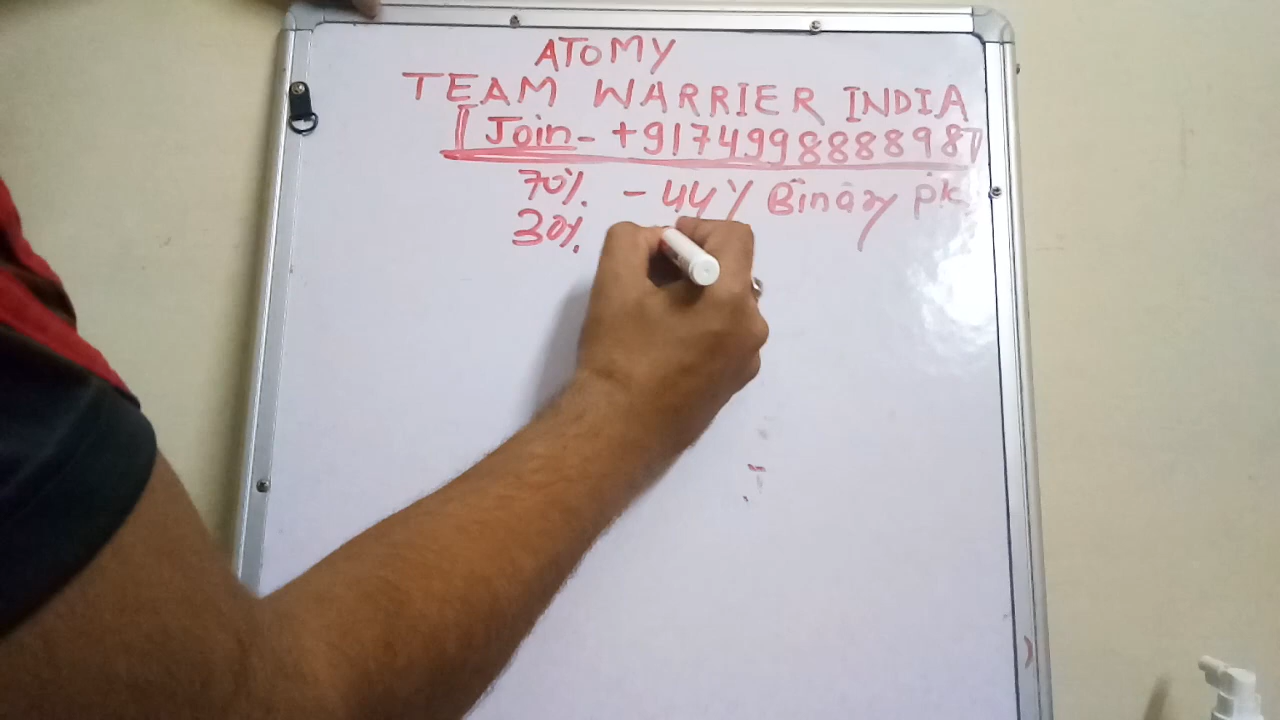 ATOMY
TEAM WARRIER INDIA
Join - +917499888898
70% - 44% Binary PK
30%